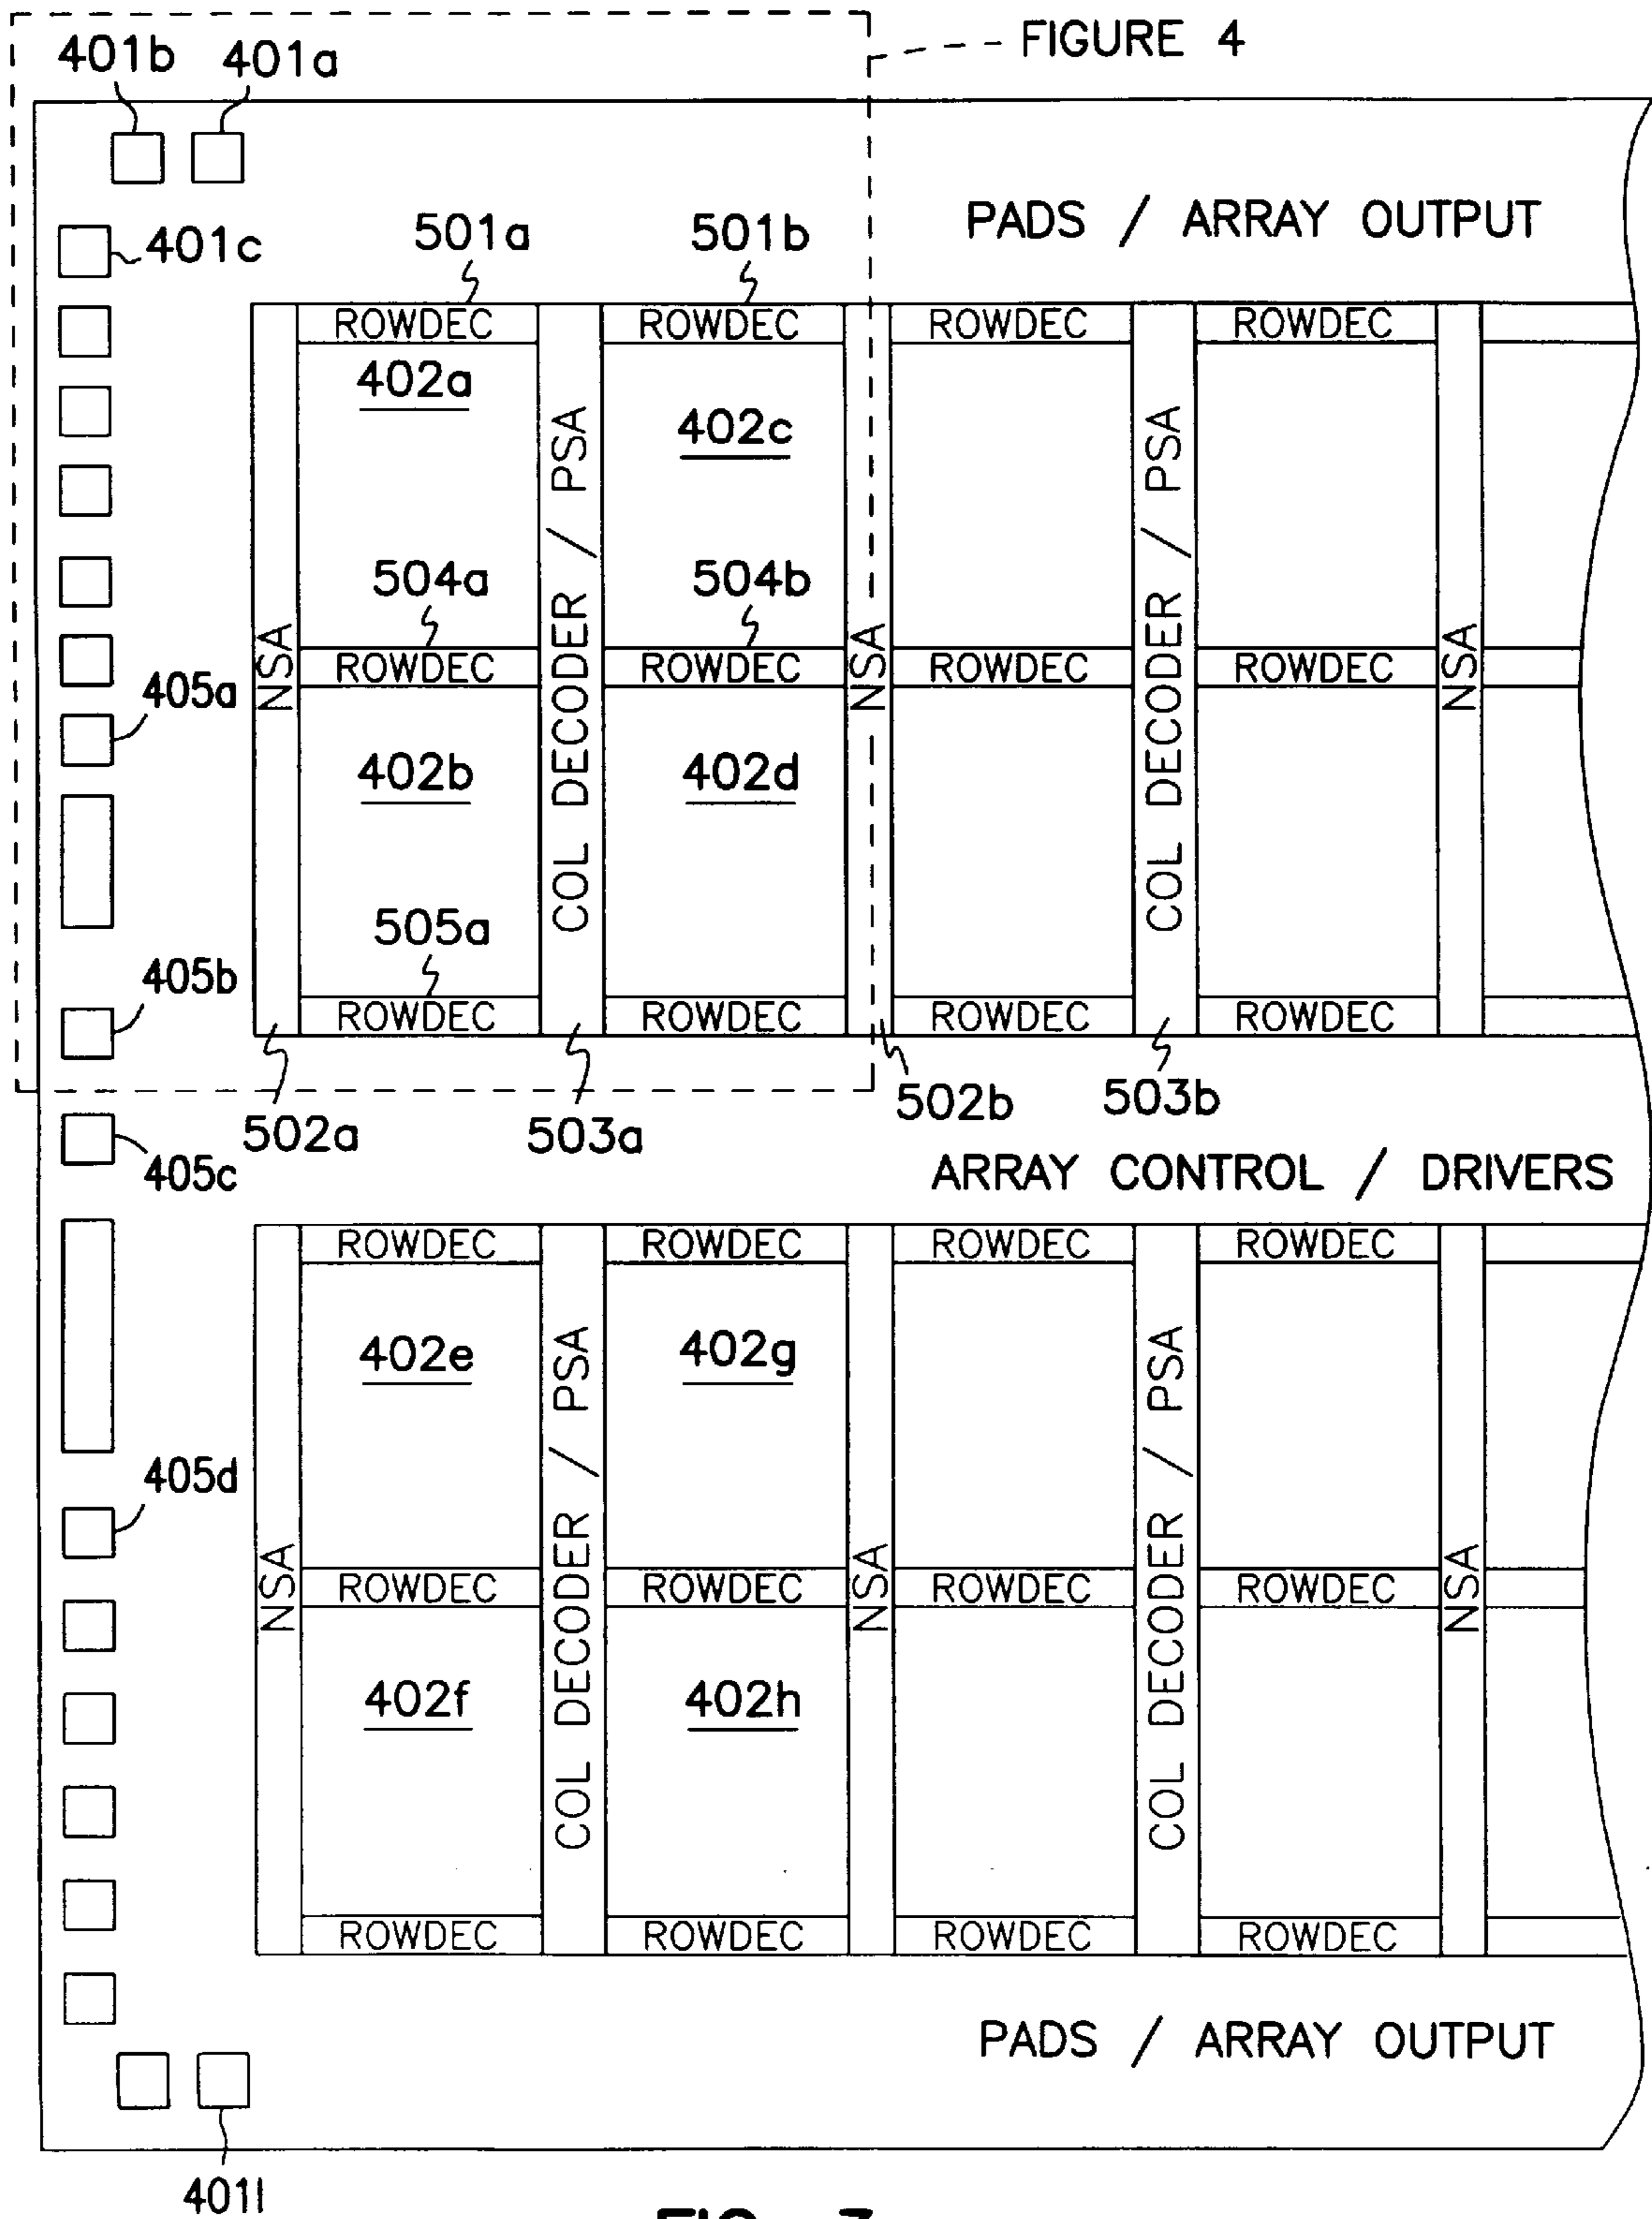 FIGURE 4
401b 401a
PADS / ARRAY OUTPUT
401c
501a 501b
ROWDEC ROWDEC ROWDEC ROWDEC
402a
402c
504a 504b
NSA COL DECODER / PSA NSA COL DECODER / PSA NSA
ROWDEC ROWDEC ROWDEC ROWDEC
405a
402b 402d
505a
405b
ROWDEC ROWDEC ROWDEC ROWDEC
502a 503a 502b 503b
405c
ARRAY CONTROL / DRIVERS
ROWDEC ROWDEC ROWDEC ROWDEC
402e 402g
405d
NSA COL DECODER / PSA NSA COL DECODER / PSA NSA
ROWDEC ROWDEC ROWDEC ROWDEC
402f 402h
ROWDEC ROWDEC ROWDEC ROWDEC
PADS / ARRAY OUTPUT
401l